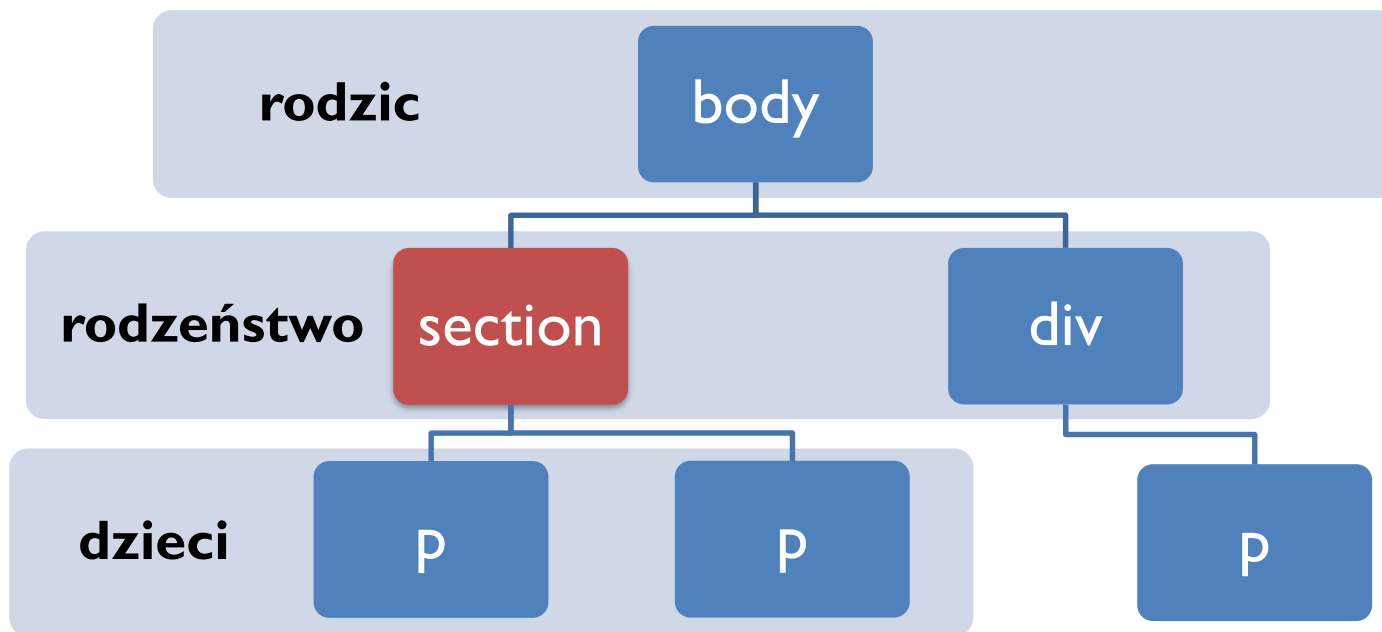 rodzic
body
rodzeństwo
section
div
dzieci
p
p
p